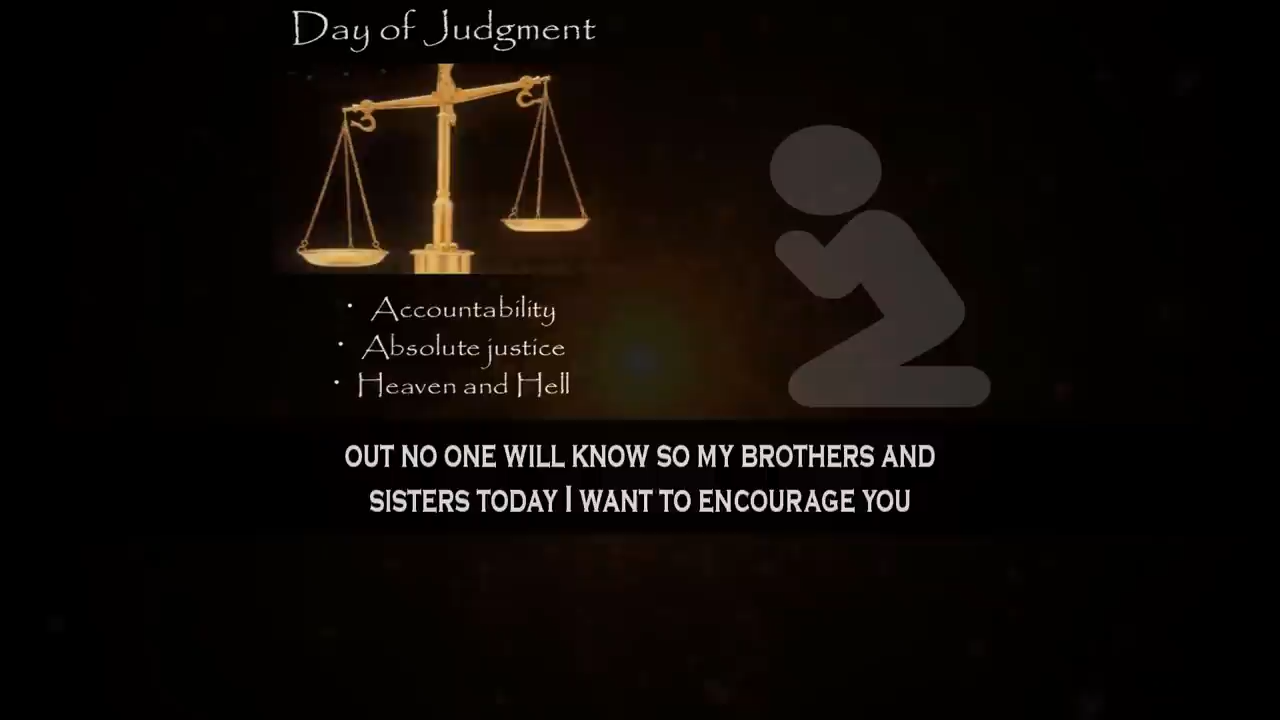 Day of Judgment
• Accountability
• Absolute justice
• Heaven and Hell
OUT NO ONE WILL KNOW SO MY BROTHERS AND
SISTERS TODAY I WANT TO ENCOURAGE YOU